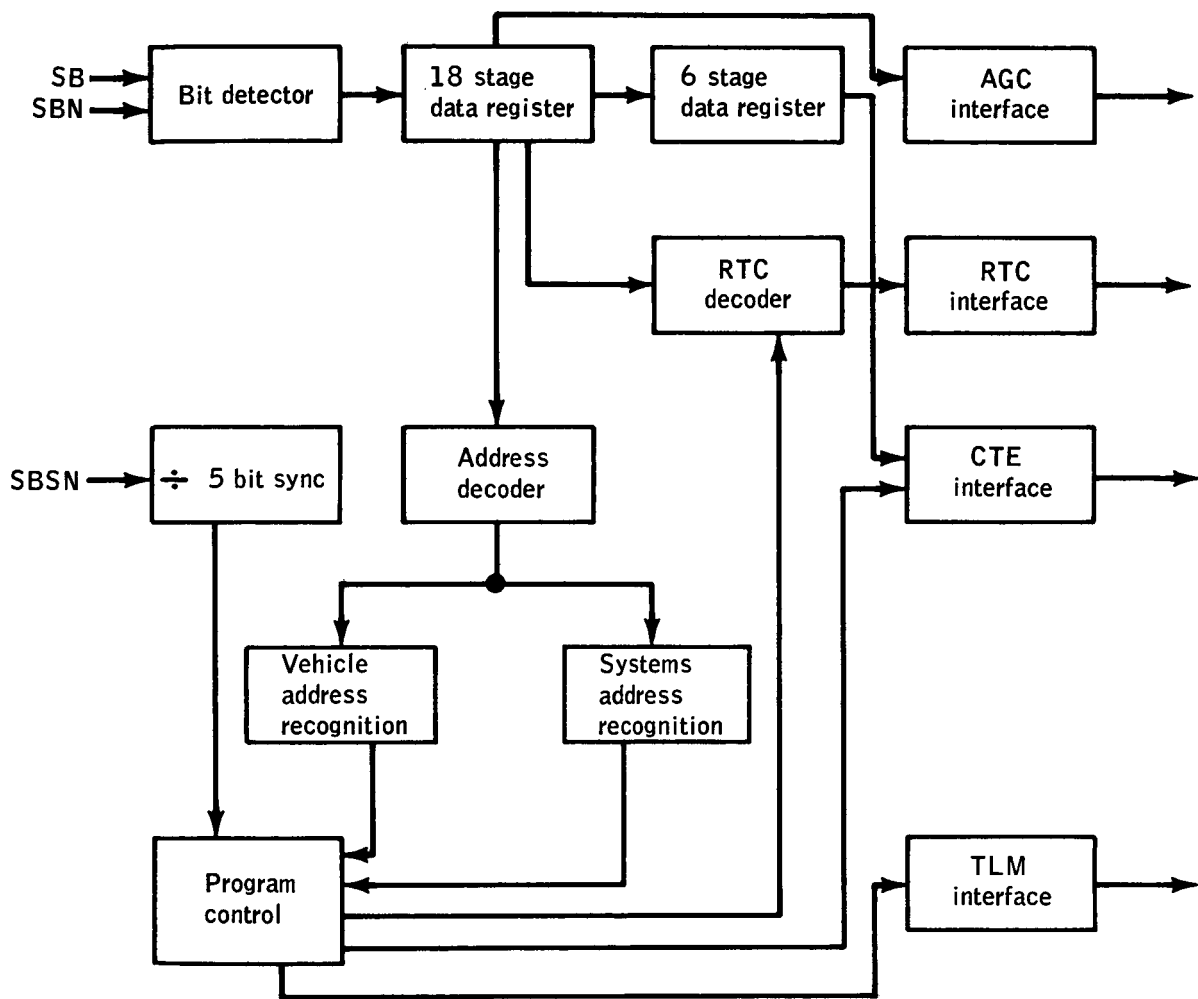 SB
SBN
Bit detector
18 stage
data register
6 stage
data register
AGC
interface
RTC
decoder
RTC
interface
SBSN
÷ 5 bit sync
Address
decoder
CTE
interface
Vehicle
address
recognition
Systems
address
recognition
Program
control
TLM
interface